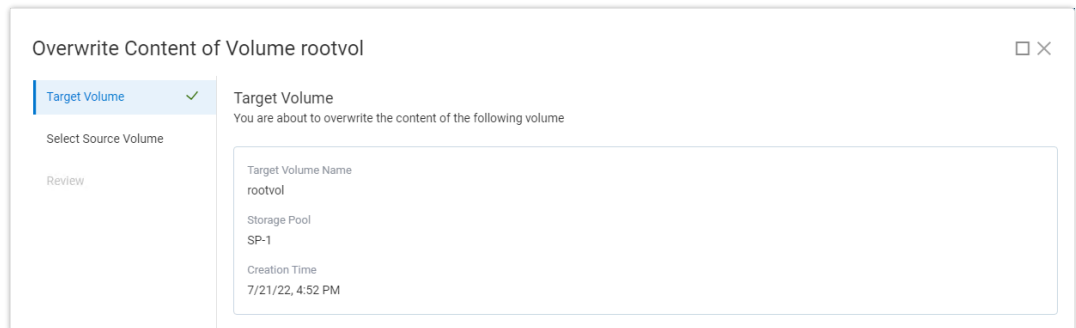 Overwrite Content of Volume rootvol
Target Volume
Select Source Volume
Review
Target Volume
You are about to overwrite the content of the following volume
Target Volume Name
rootvol
Storage Pool
SP-1
Creation Time
7/21/22, 4:52 PM